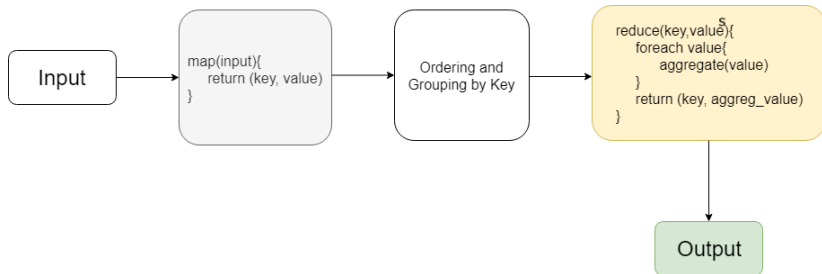 Input
map(input){
return (key, value)
}
Ordering and
Grouping by Key
s
reduce(key,value){
foreach value{
aggregate(value)
}
return (key, aggreg_value)
}
Output